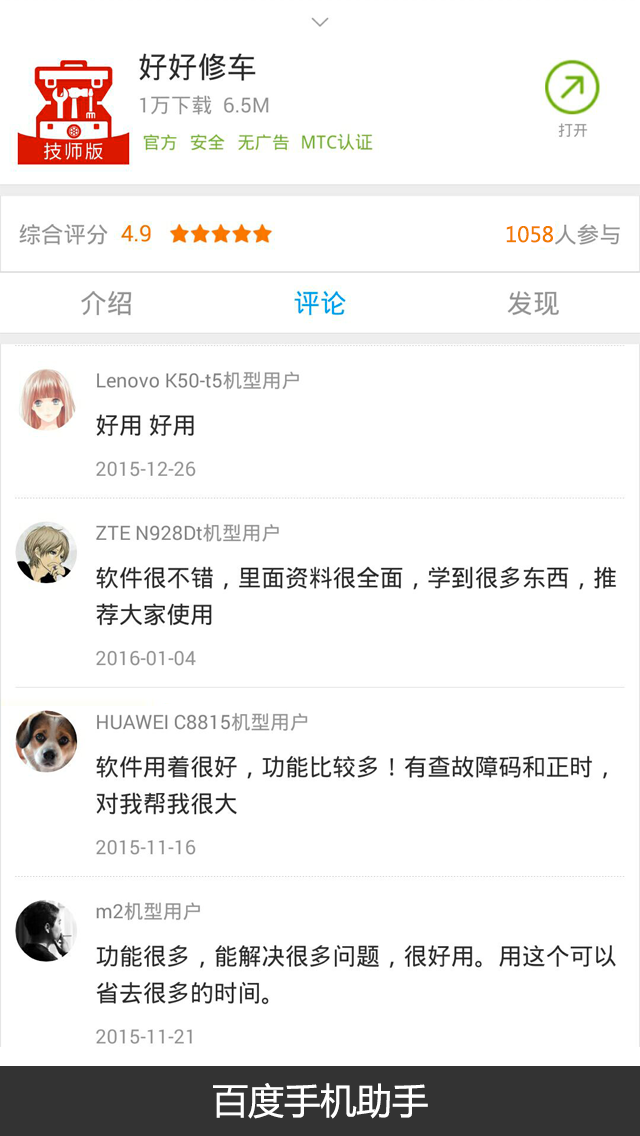 好好修车
1万下载 6.5M
官方 安全 无广告 MTC认证
技师版
打开
综合评分 4.9
1058人参与
介绍
评论
发现
Lenovo K50-t5机型用户
好用 好用
2015-12-26
ZTE N928Dt机型用户
软件很不错，里面资料很全面，学到很多东西，推
荐大家使用
2016-01-04
HUAWEI C8815机型用户
软件用着很好，功能比较多！有查故障码和正时，
对我帮我很大
2015-11-16
m2机型用户
功能很多，能解决很多问题，很好用。用这个可以
省去很多的时间。
2015-11-21
百度手机助手